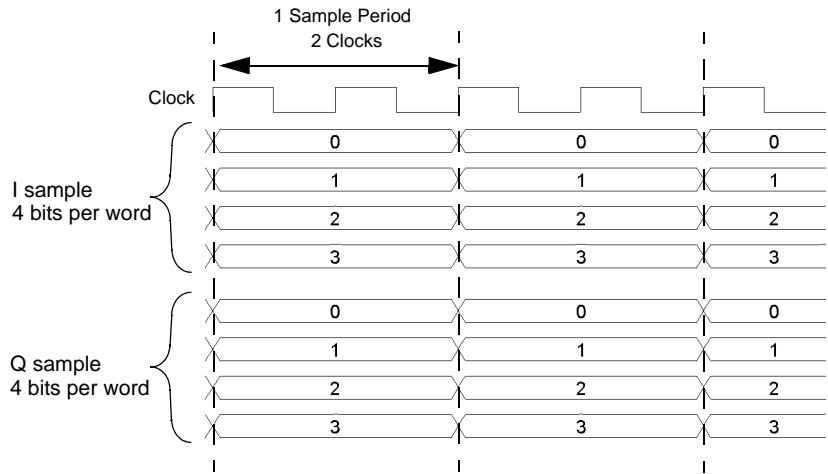 1 Sample Period
2 Clocks
Clock
I sample
4 bits per word
0 0 0
1 1 1
2 2 2
3 3 3
Q sample
4 bits per word
0 0 0
1 1 1
2 2 2
3 3 3